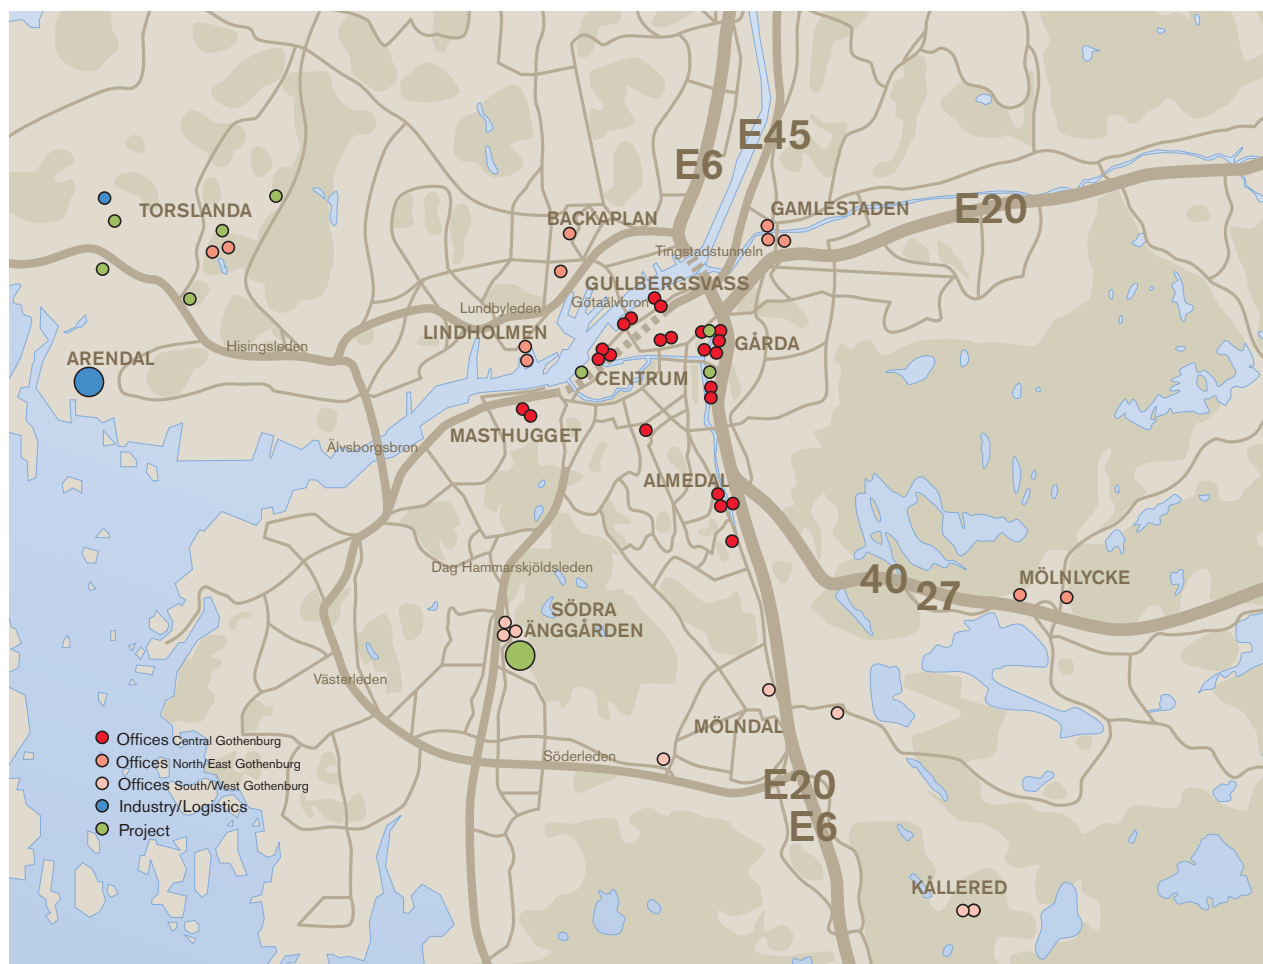 E45
E6
TORSLANDA
BACKAPLAN
GAMLESTADEN
E20
Tingstadstunneln
GULLBERGSVASS
Götaälvbron
Lundbyleden
LINDHOLMEN
GÅRDA
Hisingsleden
ARENDAL
CENTRUM
MASTHUGGET
Älvsborgsbron
ALMEDAL
Dag Hammarskjöldsleden
40
27
MÖLNLYCKE
SÖDRA
ÄNGGÅRDEN
Västerleden
MÖLNDAL
Söderleden
E20
E6
KÅLLERED
Offices Central Gothenburg
Offices North/East Gothenburg
Offices South/West Gothenburg
Industry/Logistics
Project